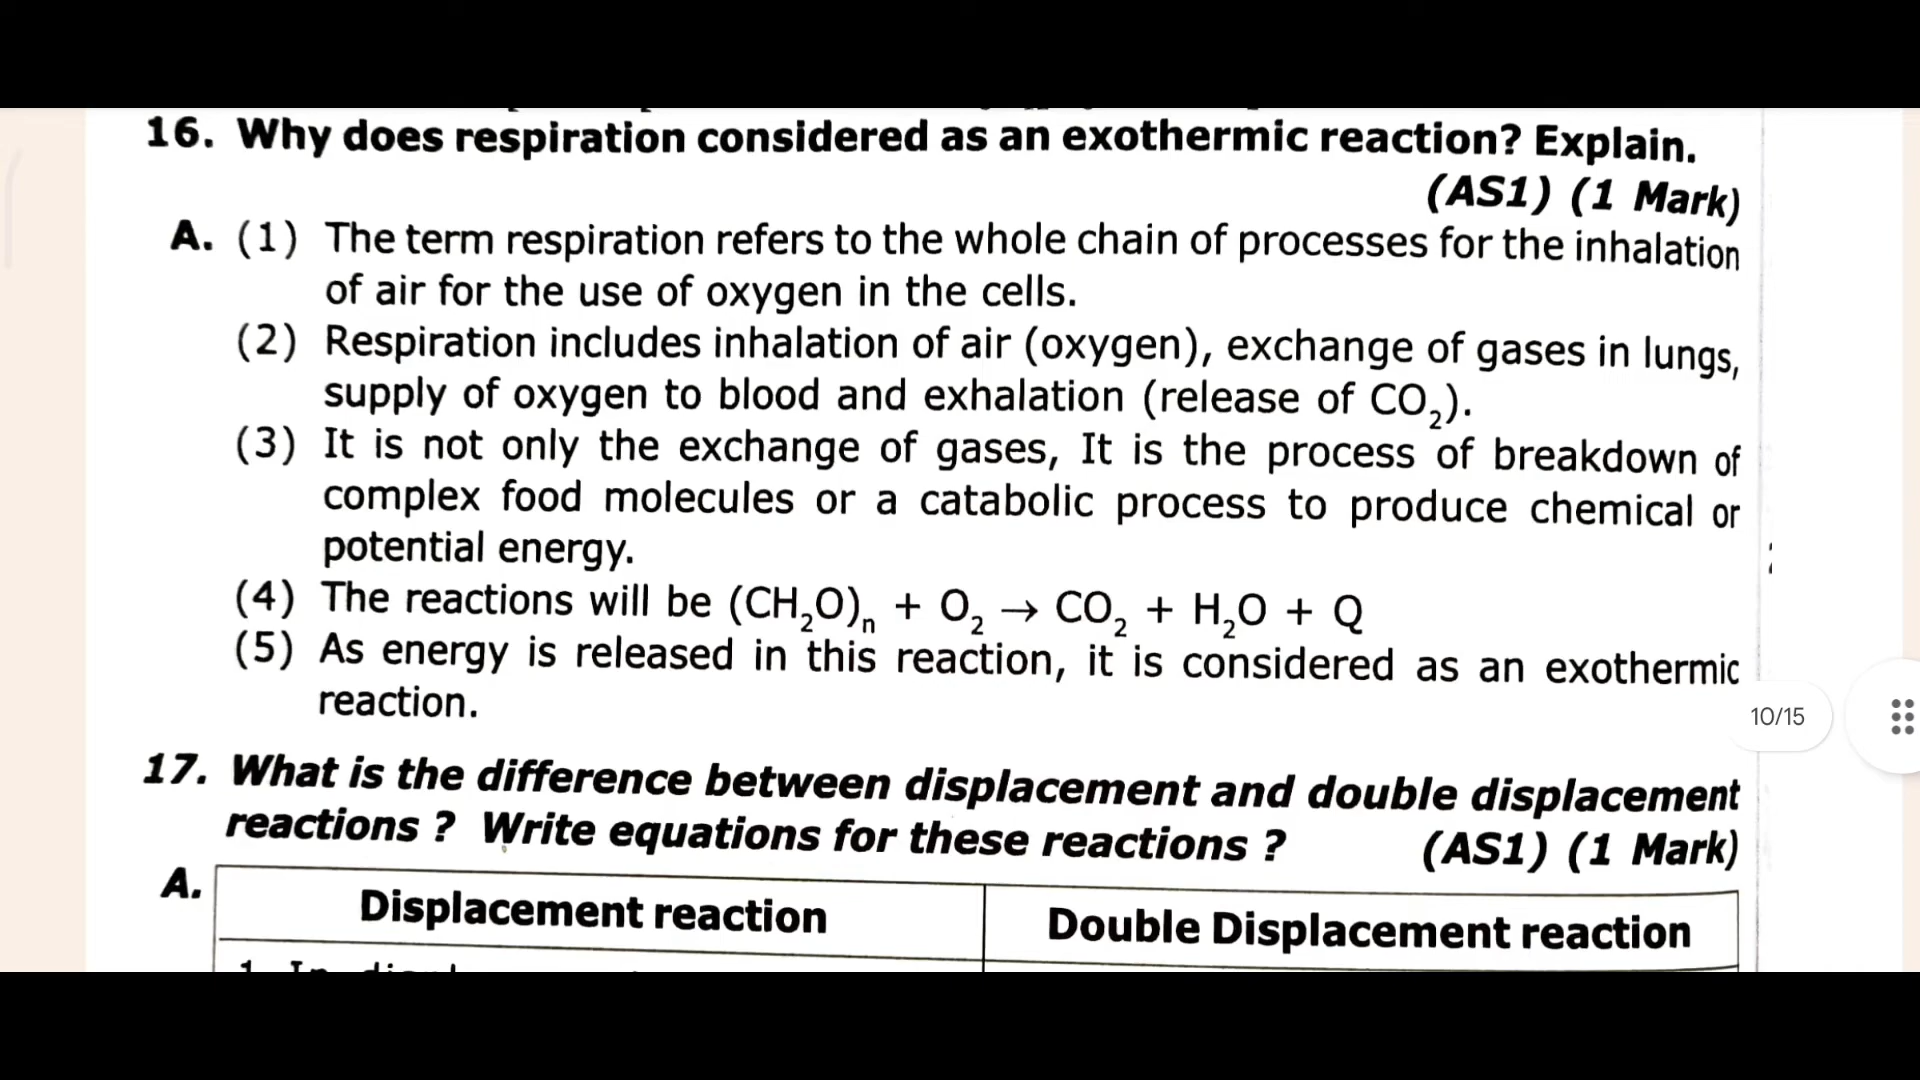 16. Why does respiration considered as an exothermic reaction? Explain.
(AS1) (1 Mark)
A. (1) The term respiration refers to the whole chain of processes for the inhalation
of air for the use of oxygen in the cells.
(2) Respiration includes inhalation of air (oxygen), exchange of gases in lungs,
supply of oxygen to blood and exhalation (release of CO₂).
(3) It is not only the exchange of gases, It is the process of breakdown of
complex food molecules or a catabolic process to produce chemical or
potential energy.
(4) The reactions will be (CH₂O)ₙ + O₂ → CO₂ + H₂O + Q
(5) As energy is released in this reaction, it is considered as an exothermic
reaction.
10/15
17. What is the difference between displacement and double displacement
reactions ? Write equations for these reactions ? (AS1) (1 Mark)
A. Displacement reaction Double Displacement reaction